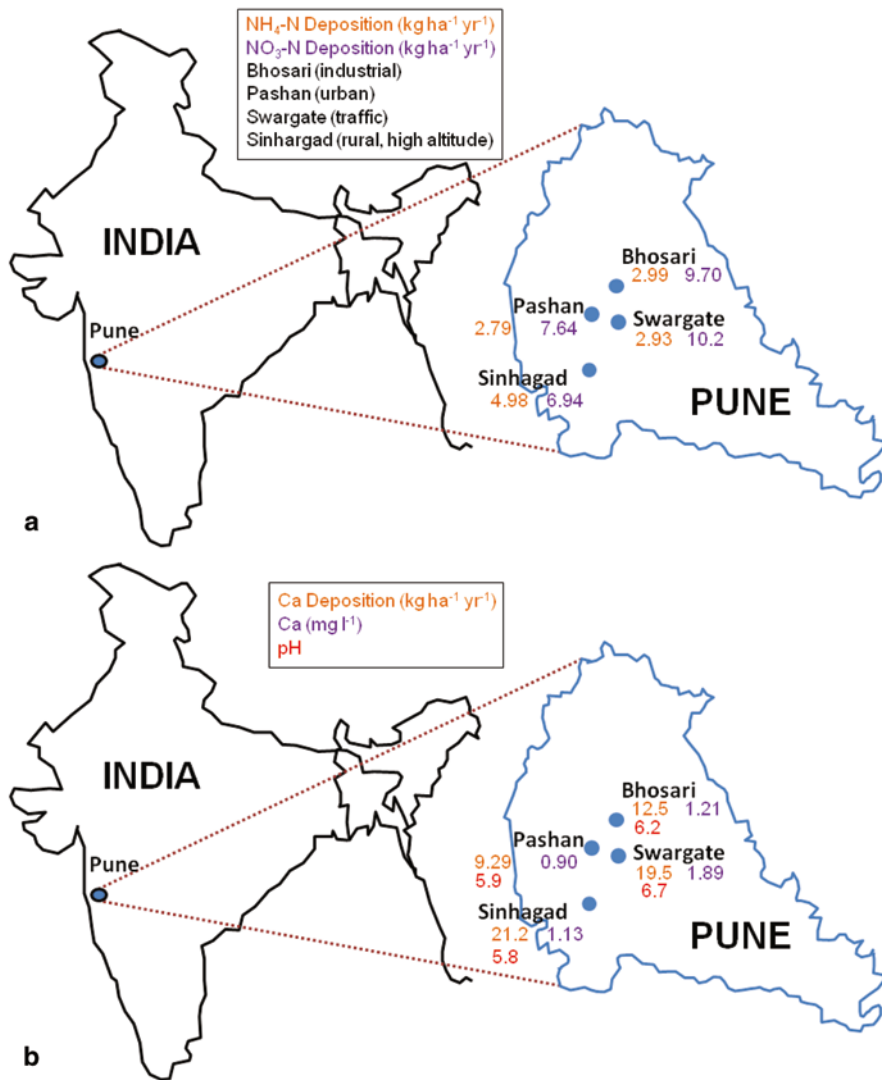 NH₄-N Deposition (kg ha⁻¹ yr⁻¹)
NO₃-N Deposition (kg ha⁻¹ yr⁻¹)
Bhosari (industrial)
Pashan (urban)
Swargate (traffic)
Sinhargad (rural, high altitude)
INDIA
Pune
Bhosari
2.99 9.70
Pashan
2.79 7.64
Swargate
2.93 10.2
Sinhagad
4.98 6.94
PUNE
a
Ca Deposition (kg ha⁻¹ yr⁻¹)
Ca (mg l⁻¹)
pH
INDIA
Pune
Bhosari
12.5 1.21
6.2
Pashan
9.29 0.90
5.9
Swargate
19.5 1.89
6.7
Sinhagad
21.2 1.13
5.8
PUNE
b